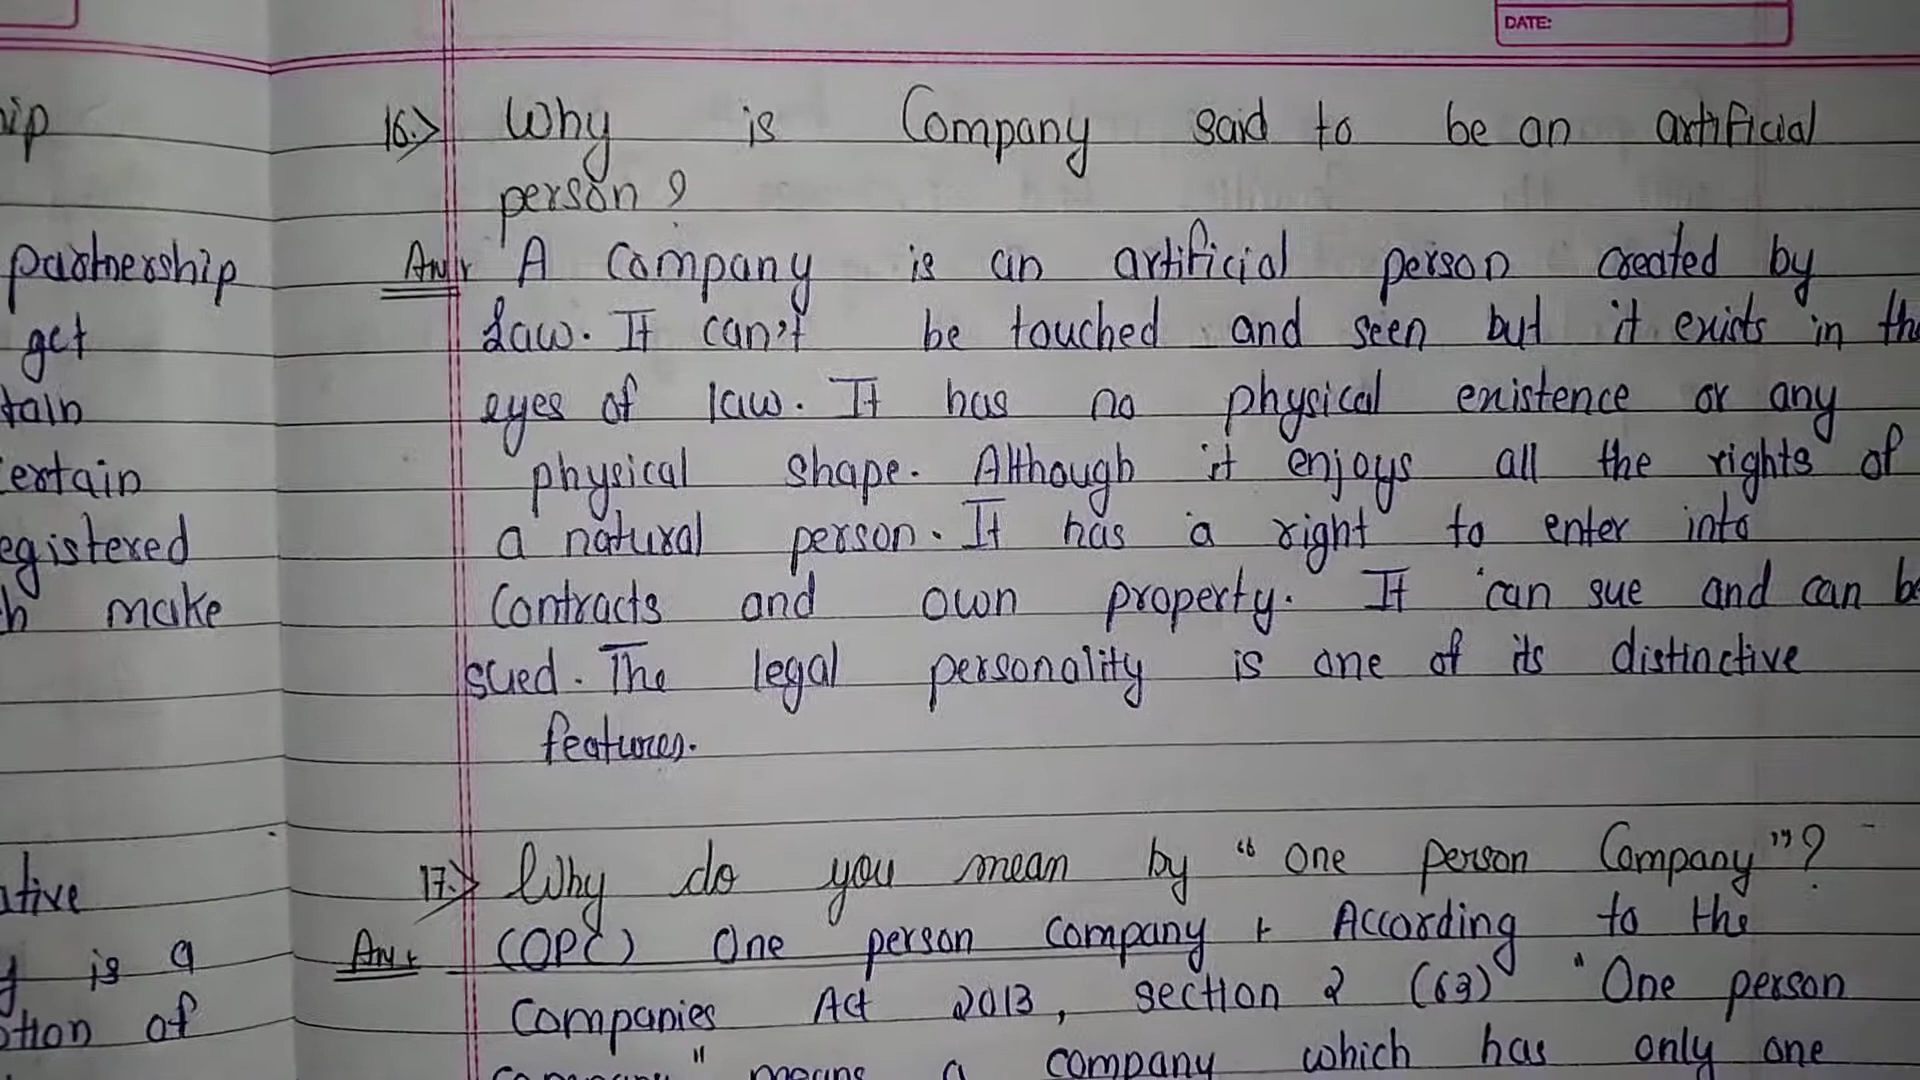 DATE:
ip
partnership
get
tain
ertain
egistered
h make
ative
y is a
ction of
16.) Why is Company said to be an artificial
person ?
Ans A Company is an artificial person created by
Law. It can't be touched and seen but it exists in the
eyes of law. It has no physical existence or any
physical shape. Although it enjoys all the rights of
a natural person. It has a right to enter into
Contracts and own property. It can sue and can be
sued. The legal personality is one of its distinctive
features.
17.) Why do you mean by "One Person Company"?
Ans (OPC) One person company : According to the
Companies Act 2013, section 2 (63) "One person
company" means a company which has only one